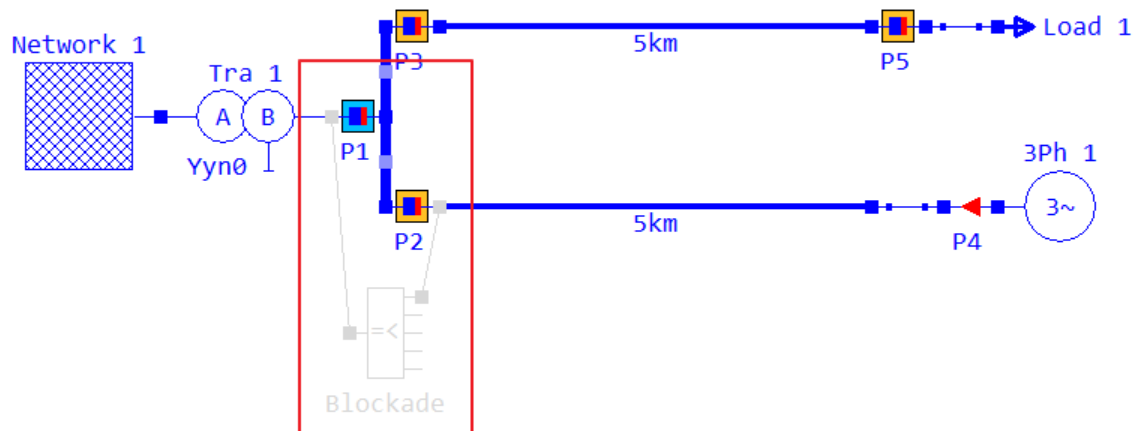 Network 1
Tra 1
A
B
Yyn0
P1
P3
5km
P5
Load 1
P2
5km
P4
3Ph 1
3~
=<
Blockade